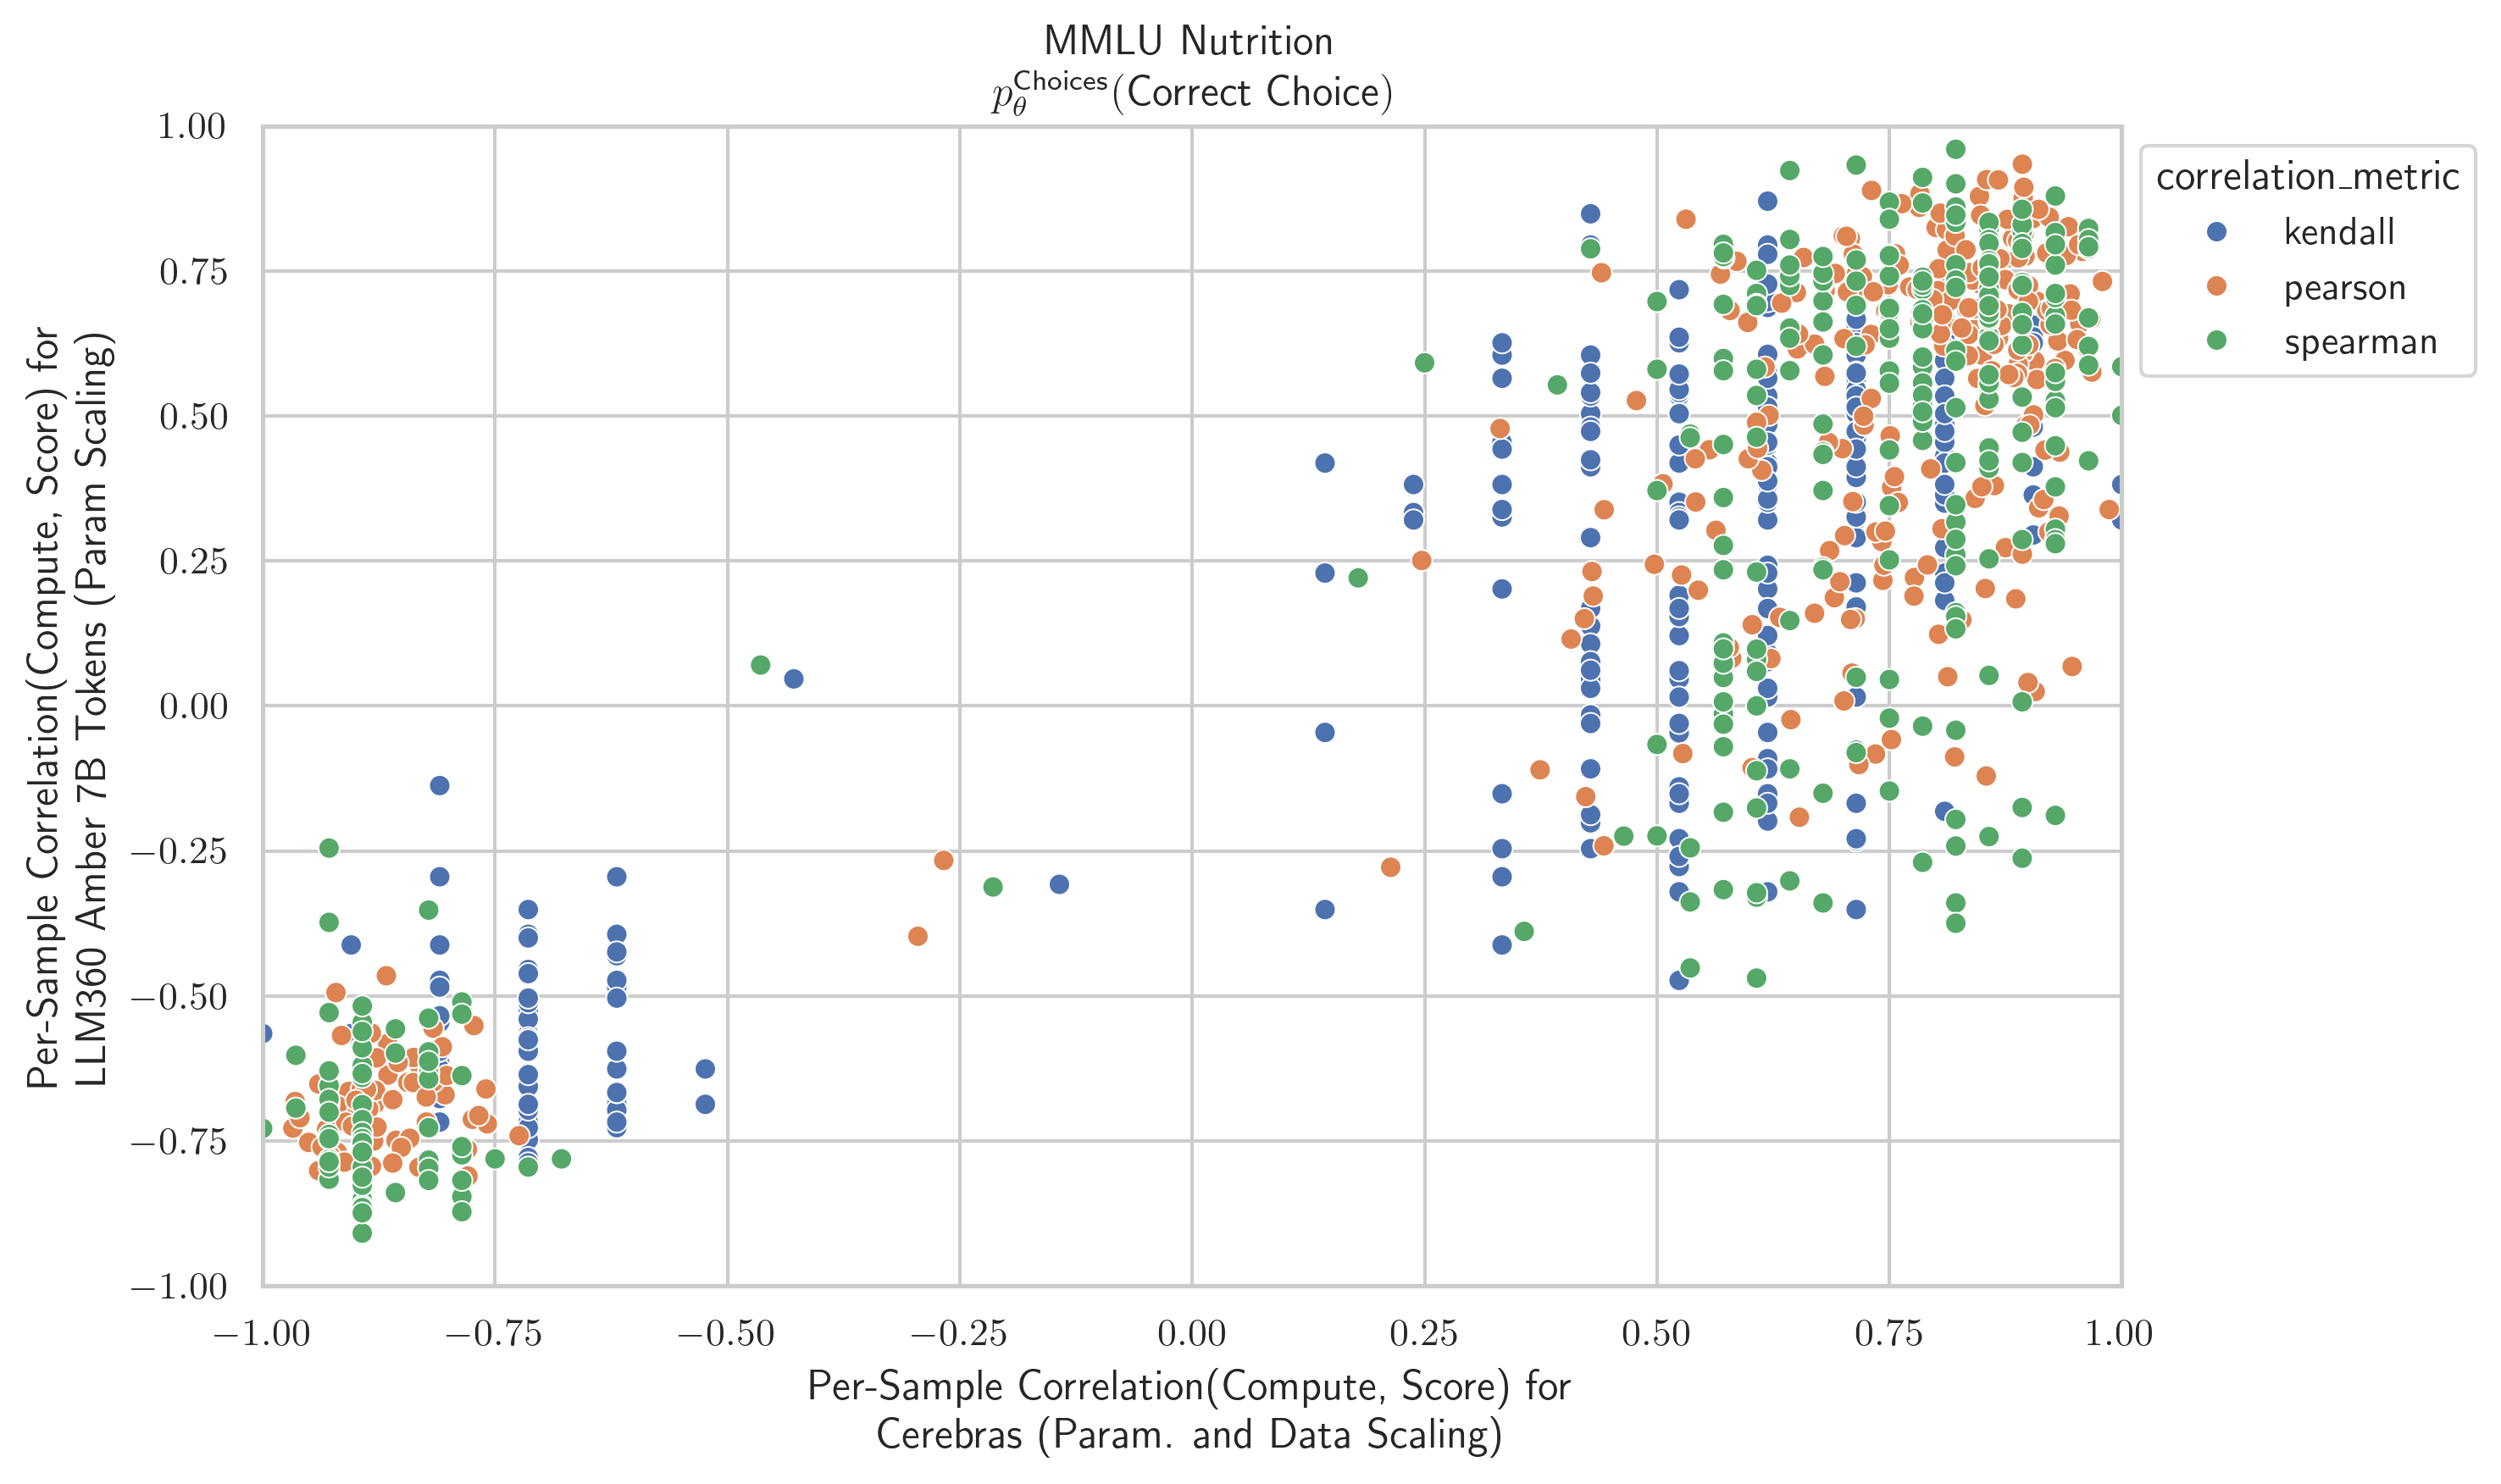 MMLU Nutrition
p_θ^Choices(Correct Choice)
1.00
0.75
0.50
0.25
0.00
−0.25
−0.50
−0.75
−1.00
Per-Sample Correlation(Compute, Score) for
LLM360 Amber 7B Tokens (Param Scaling)
correlation_metric
kendall
pearson
spearman
−1.00 −0.75 −0.50 −0.25 0.00 0.25 0.50 0.75 1.00
Per-Sample Correlation(Compute, Score) for
Cerebras (Param. and Data Scaling)